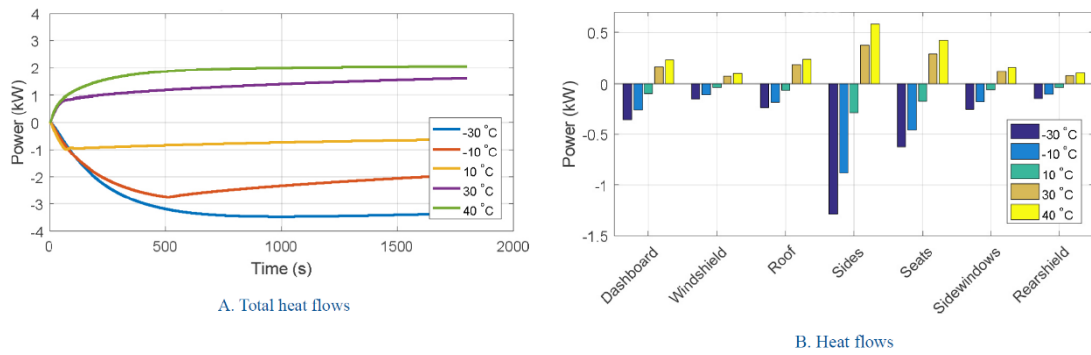 4
3
2
1
0
-1
-2
-3
-4
Power (kW)
0
500
1000
1500
2000
Time (s)
-30 °C
-10 °C
10 °C
30 °C
40 °C
A. Total heat flows
0.5
0
-0.5
-1
-1.5
Power (kW)
-30 °C
-10 °C
10 °C
30 °C
40 °C
Dashboard
Windshield
Roof
Sides
Seats
Sidewindows
Rearshield
B. Heat flows